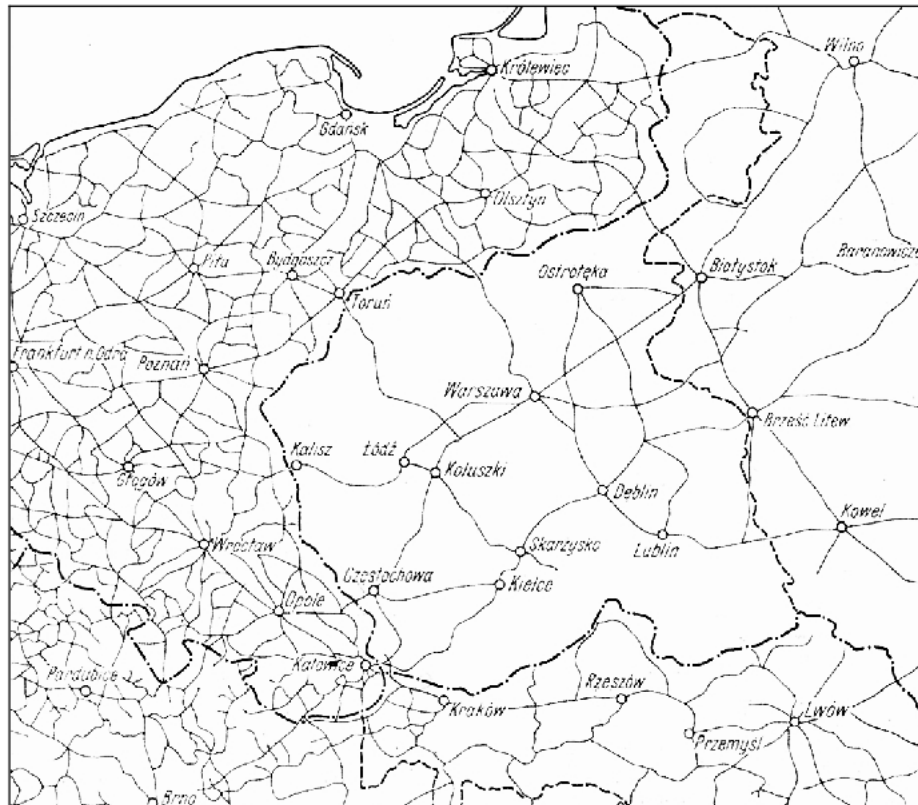 Wilno
Królewiec
Gdańsk
Olsztyn
Szczecin
Piła
Bydgoszcz
Ostrołęka
Białystok
Baranowicze
Toruń
Frankfurt n. Odrą
Poznań
Warszawa
Brześć Litew
Kalisz
Łódź
Koluszki
Głogów
Dęblin
Kowel
Wrocław
Skarżysko
Lublin
Częstochowa
Kielce
Opole
Katowice
Pardubice
Rzeszów
Kraków
Lwów
Przemyśl
Brno